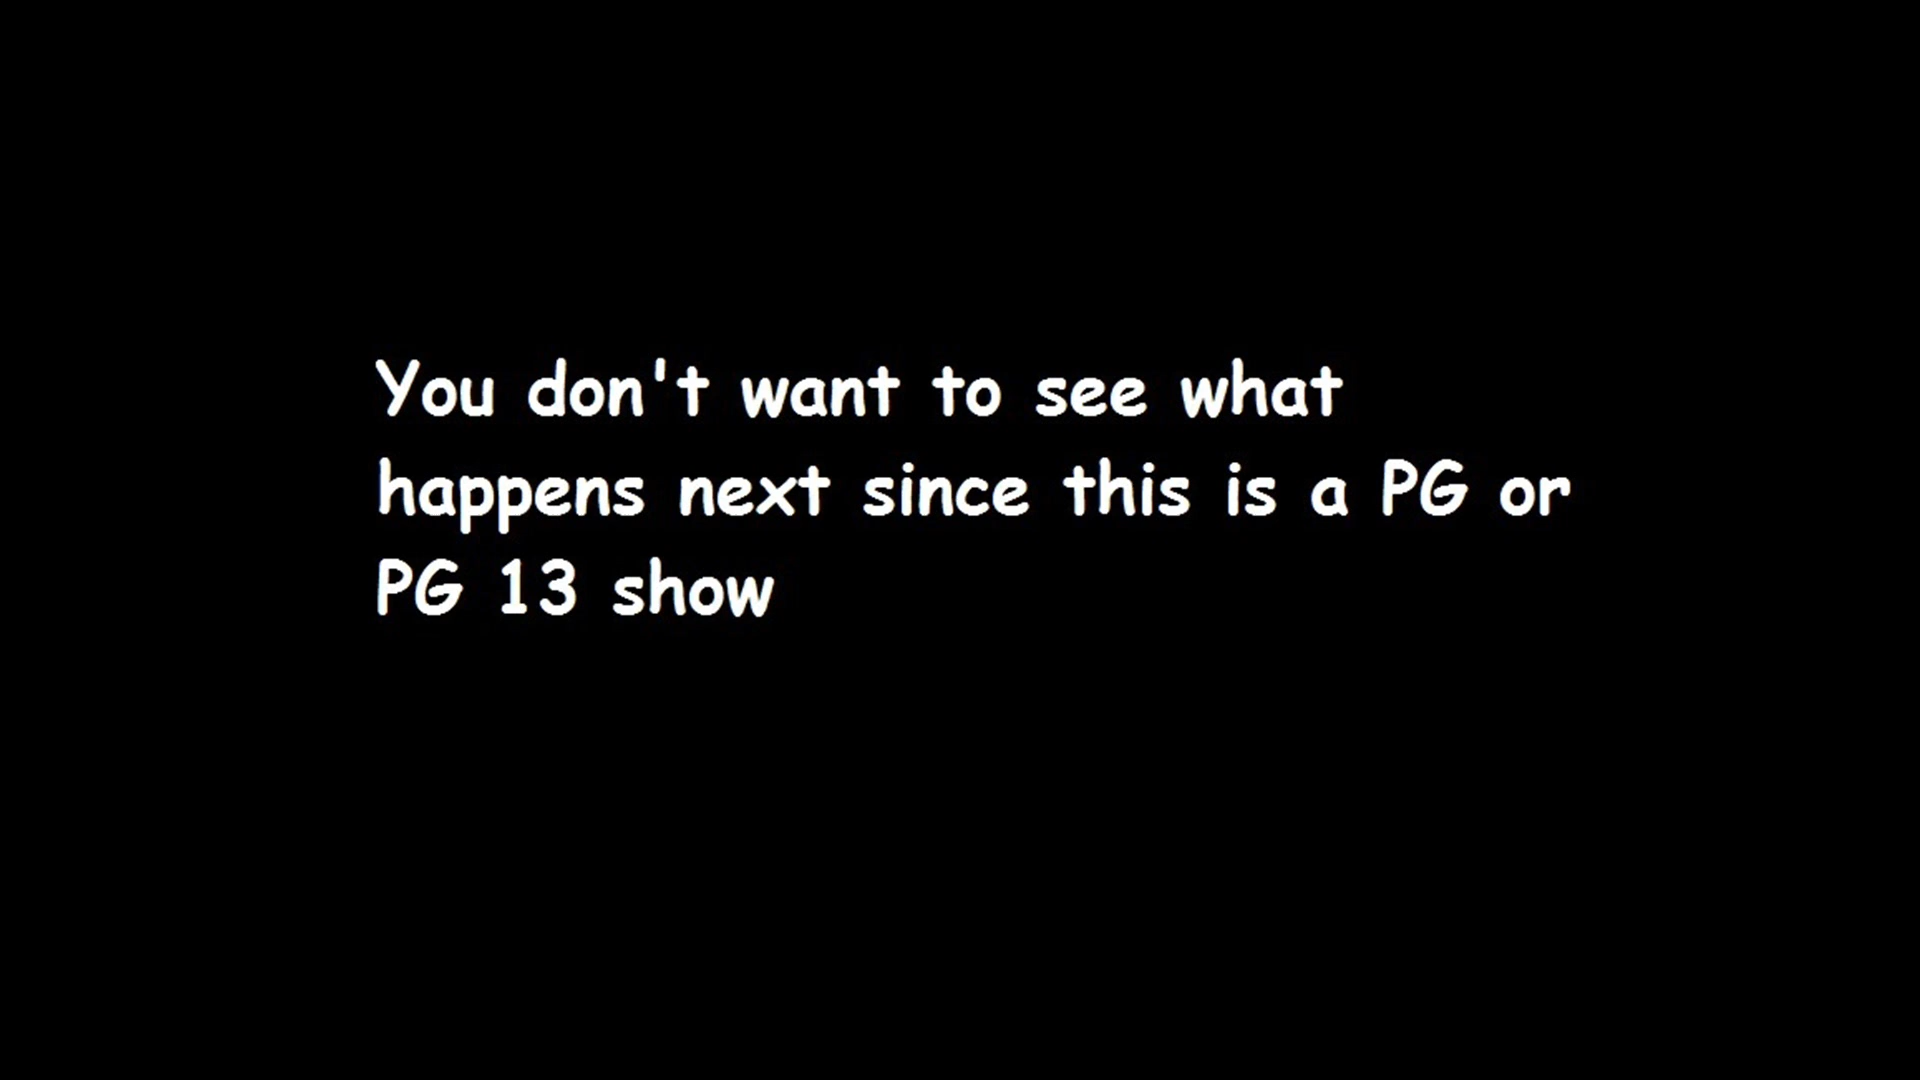 You don't want to see what
happens next since this is a PG or
PG 13 show